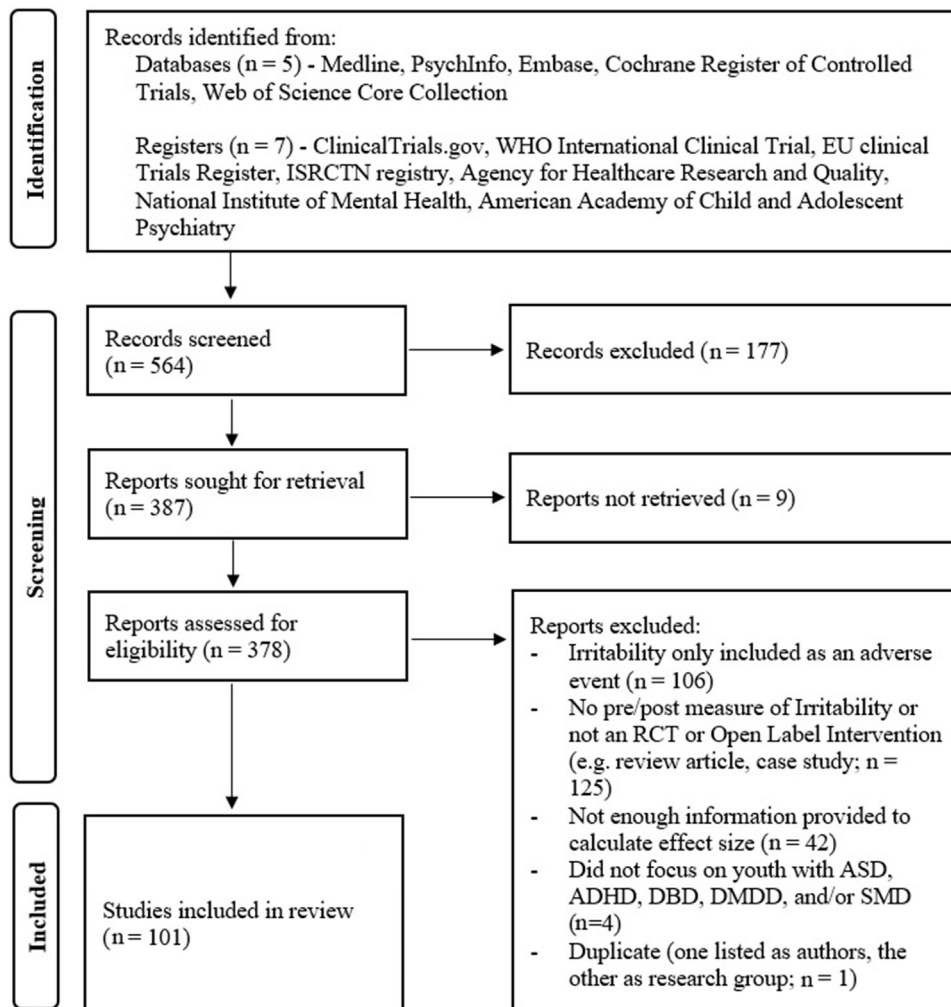 Identification
Records identified from:
Databases (n = 5) - Medline, PsychInfo, Embase, Cochrane Register of Controlled
Trials, Web of Science Core Collection
Registers (n = 7) - ClinicalTrials.gov, WHO International Clinical Trial, EU clinical
Trials Register, ISRCTN registry, Agency for Healthcare Research and Quality,
National Institute of Mental Health, American Academy of Child and Adolescent
Psychiatry
Screening
Records screened
(n = 564)
Records excluded (n = 177)
Reports sought for retrieval
(n = 387)
Reports not retrieved (n = 9)
Reports assessed for
eligibility (n = 378)
Reports excluded:
- Irritability only included as an adverse
event (n = 106)
- No pre/post measure of Irritability or
not an RCT or Open Label Intervention
(e.g. review article, case study; n =
125)
- Not enough information provided to
calculate effect size (n = 42)
- Did not focus on youth with ASD,
ADHD, DBD, DMDD, and/or SMD
(n=4)
- Duplicate (one listed as authors, the
other as research group; n = 1)
Included
Studies included in review
(n = 101)